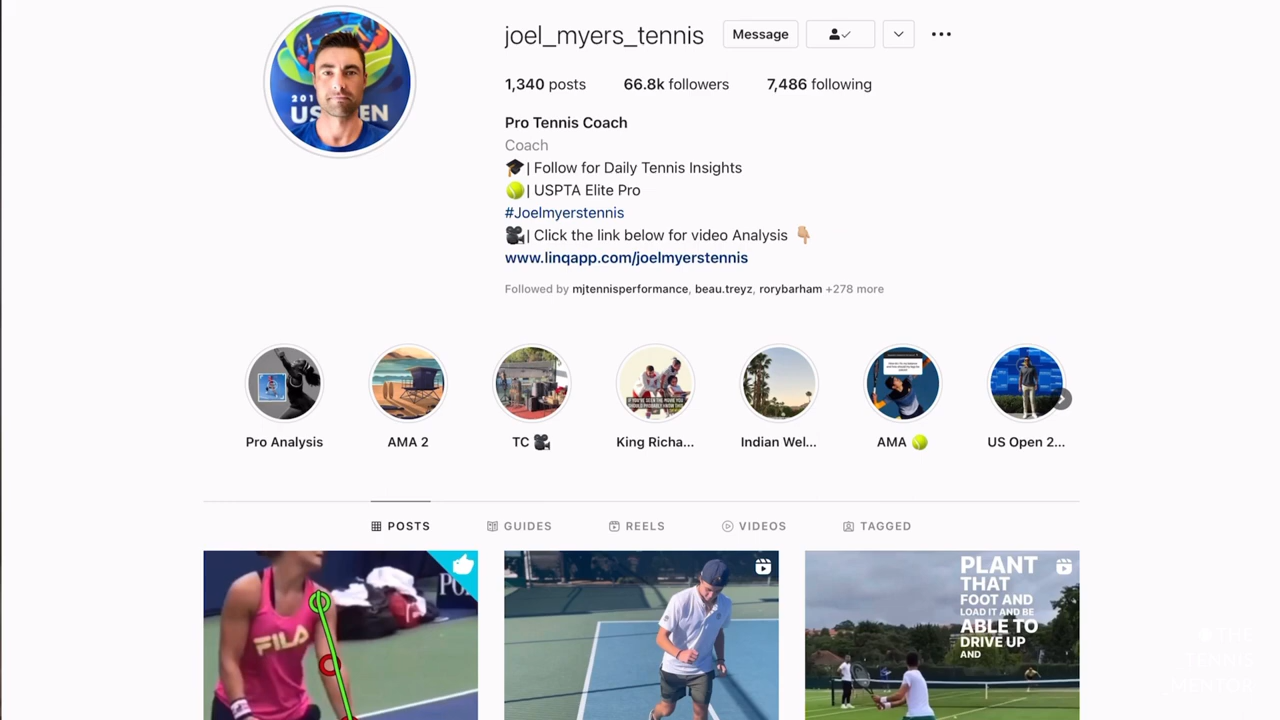 joel_myers_tennis Message
1,340 posts 66.8k followers 7,486 following
Pro Tennis Coach
Coach
🎓| Follow for Daily Tennis Insights
🎾| USPTA Elite Pro
#Joelmyerstennis
🎥| Click the link below for video Analysis 👇🏼
www.linqapp.com/joelmyerstennis
Followed by mjtennisperformance, beau.treyz, rorybarham +278 more
Pro Analysis AMA 2 TC 🎥 King Richa... Indian Wel... AMA 🎾 US Open 2...
POSTS GUIDES REELS VIDEOS TAGGED
FILA
PLANT
THAT
FOOT AND
LOAD IT AND BE
ABLE TO
DRIVE UP
AND
THE
TENNIS
MENTOR